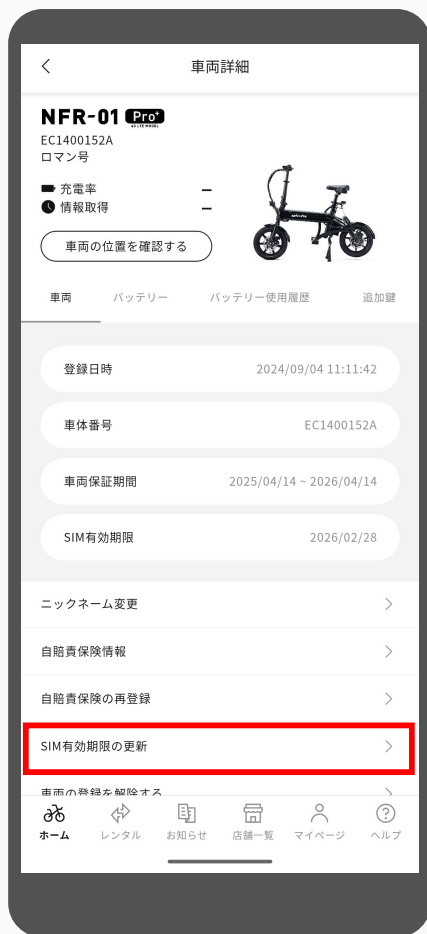 車両詳細
NFR-01 Pro+
4G LTE MODEL
EC1400152A
ロマン号
充電率 –
情報取得 –
車両の位置を確認する
車両 バッテリー バッテリー使用履歴 追加鍵
登録日時 2024/09/04 11:11:42
車体番号 EC1400152A
車両保証期間 2025/04/14 ~ 2026/04/14
SIM有効期限 2026/02/28
ニックネーム変更
自賠責保険情報
自賠責保険の再登録
SIM有効期限の更新
車両の登録を解除する
ホーム レンタル お知らせ 店舗一覧 マイページ ヘルプ